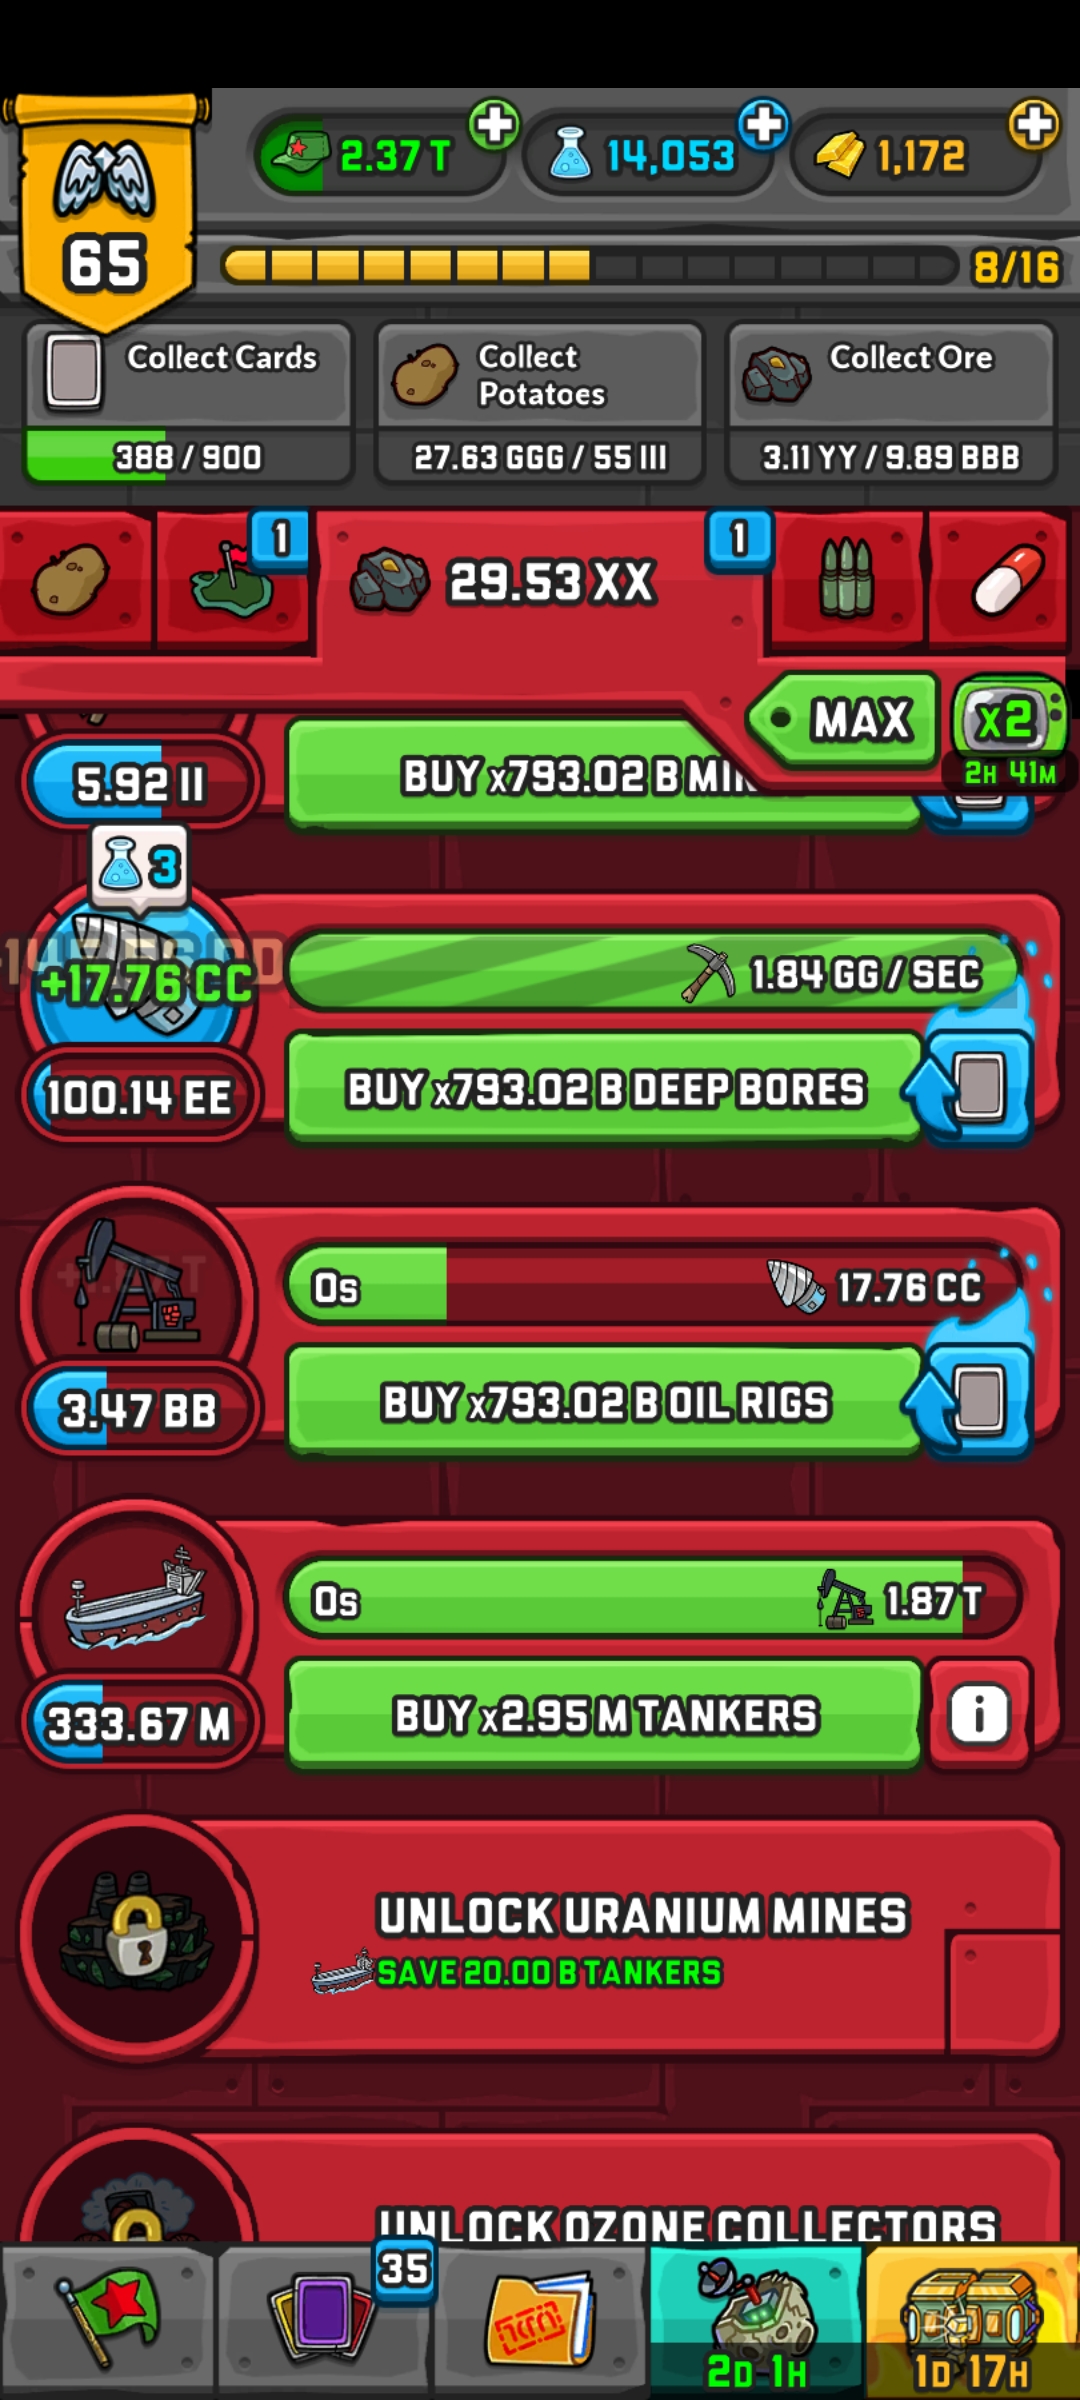 2.37 T
14,053
1,172
65
8/16
Collect Cards
388 / 900
Collect
Potatoes
27.63 GGG / 55 III
Collect Ore
3.11 YY / 9.89 BBB
1
29.53 XX
1
MAX
x2
2H 41M
5.92 II
BUY x793.02 B
3
+17.76 CC
1.84 GG / SEC
100.14 EE
BUY x793.02 B DEEP BORES
0s
17.76 CC
3.47 BB
BUY x793.02 B OIL RIGS
0s
1.87 T
333.67 M
BUY x2.95 M TANKERS
i
UNLOCK URANIUM MINES
SAVE 20.00 B TANKERS
UNLOCK OZONE COLLECTORS
35
2D 1H
1D 17H